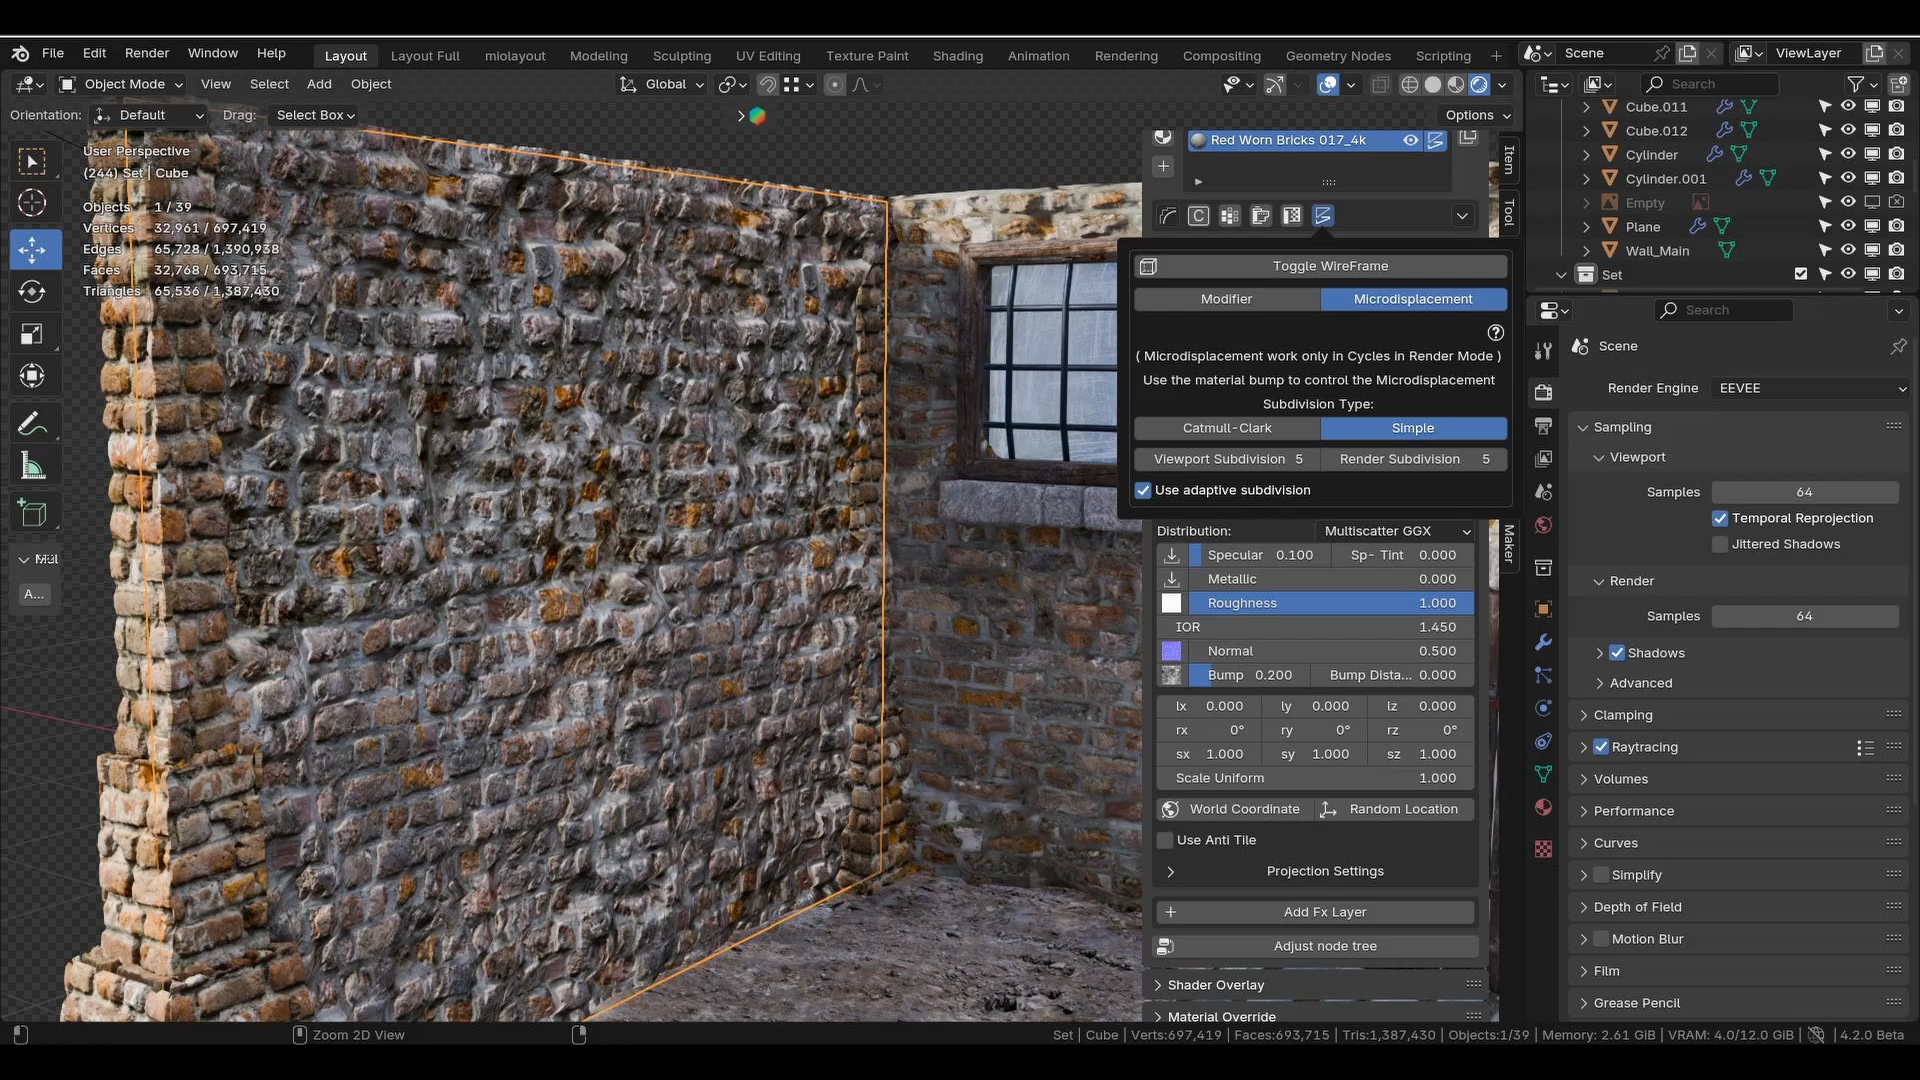 File Edit Render Window Help Layout Layout Full miolayout Modeling Sculpting UV Editing Texture Paint Shading Animation Rendering Compositing Geometry Nodes Scripting + Scene ViewLayer
Object Mode View Select Add Object Global Search
Orientation: Default Drag: Select Box Options
User Perspective
(244) Set | Cube
Objects 1 / 39
Vertices 32,961 / 697,419
Edges 65,728 / 1,390,938
Faces 32,768 / 693,715
Triangles 65,536 / 1,387,430
A...
Red Worn Bricks 017_4k
Item
Tool
Toggle WireFrame
Modifier Microdisplacement
( Microdisplacement work only in Cycles in Render Mode )
Use the material bump to control the Microdisplacement
Subdivision Type:
Catmull-Clark Simple
Viewport Subdivision 5 Render Subdivision 5
Use adaptive subdivision
Maker
Distribution: Multiscatter GGX
Specular 0.100 Sp- Tint 0.000
Metallic 0.000
Roughness 1.000
IOR 1.450
Normal 0.500
Bump 0.200 Bump Dista... 0.000
lx 0.000 ly 0.000 lz 0.000
rx 0° ry 0° rz 0°
sx 1.000 sy 1.000 sz 1.000
Scale Uniform 1.000
World Coordinate Random Location
Use Anti Tile
Projection Settings
Add Fx Layer
Adjust node tree
Shader Overlay
Material Override
Cube.011
Cube.012
Cylinder
Cylinder.001
Empty
Plane
Wall_Main
Set
Search
Scene
Render Engine EEVEE
Sampling
Viewport
Samples 64
Temporal Reprojection
Jittered Shadows
Render
Samples 64
Shadows
Advanced
Clamping
Raytracing
Volumes
Performance
Curves
Simplify
Depth of Field
Motion Blur
Film
Grease Pencil
Zoom 2D View Set | Cube | Verts:697,419 | Faces:693,715 | Tris:1,387,430 | Objects:1/39 | Memory: 2.61 GiB | VRAM: 4.0/12.0 GiB | 4.2.0 Beta